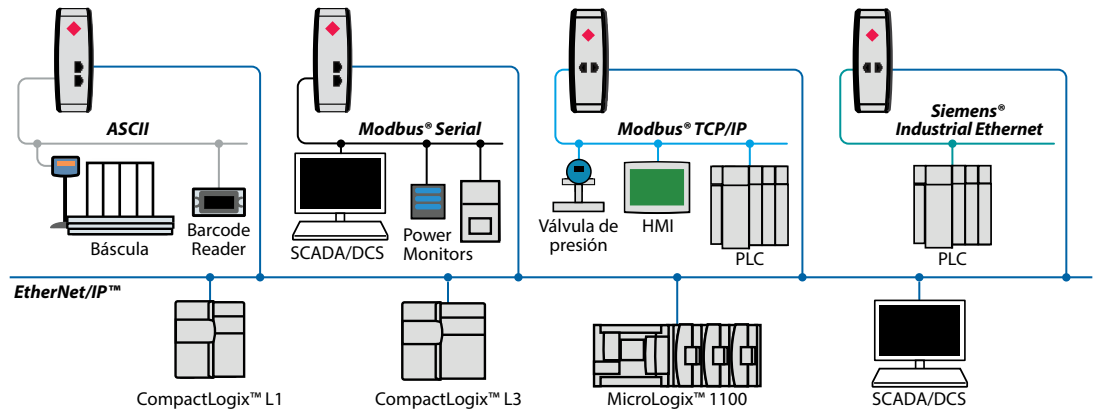 ASCII
Modbus® Serial
Modbus® TCP/IP
Siemens®
Industrial Ethernet
Báscula
Barcode
Reader
SCADA/DCS
Power
Monitors
Válvula de
presión
HMI
PLC
PLC
EtherNet/IP™
CompactLogix™ L1
CompactLogix™ L3
MicroLogix™ 1100
SCADA/DCS